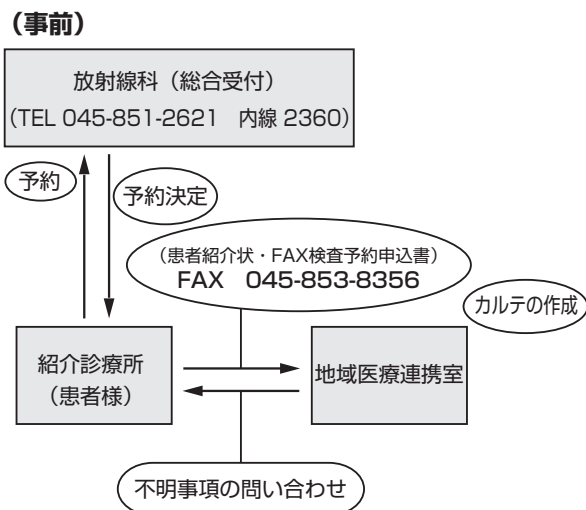 （事前）
放射線科（総合受付）
（TEL 045-851-2621　内線 2360）
予約
予約決定
（患者紹介状・FAX検査予約申込書）
FAX　045-853-8356
カルテの作成
紹介診療所
（患者様）
地域医療連携室
不明事項の問い合わせ